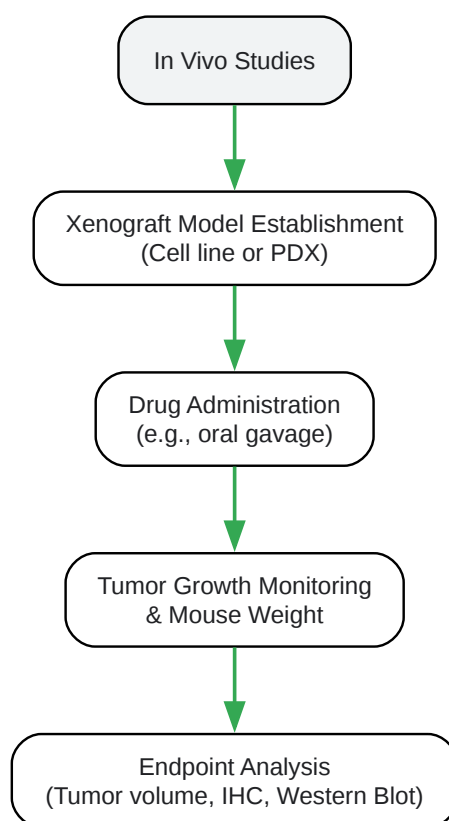 In Vivo Studies
Xenograft Model Establishment
(Cell line or PDX)
Drug Administration
(e.g., oral gavage)
Tumor Growth Monitoring
& Mouse Weight
Endpoint Analysis
(Tumor volume, IHC, Western Blot)